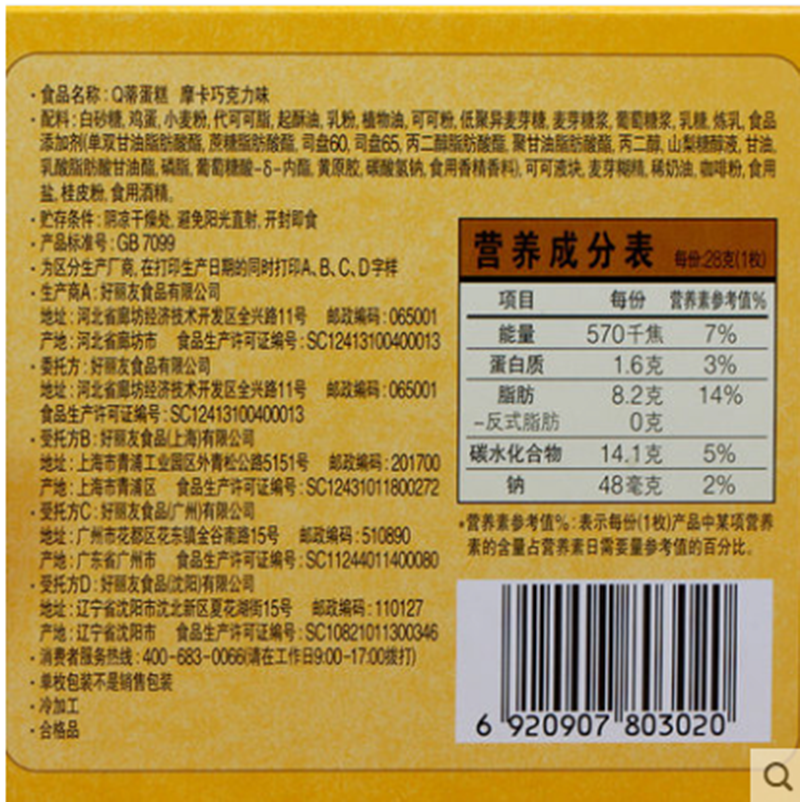 ·食品名称:Q蒂蛋糕 摩卡巧克力味
·配料:白砂糖,鸡蛋,小麦粉,代可可脂,起酥油,乳粉,植物油,可可粉,低聚异麦芽糖,麦芽糖浆,葡萄糖浆,乳糖,炼乳,食品
添加剂(单双甘油脂肪酸酯,蔗糖脂肪酸酯,司盘60,司盘65,丙二醇脂肪酸酯,聚甘油脂肪酸酯,丙二醇,山梨糖醇液,甘油,
乳酸脂肪酸甘油酯,磷脂,葡萄糖酸-δ-内酯,黄原胶,碳酸氢钠,食用香精香料),可可液块,麦芽糊精,稀奶油,咖啡粉,食用
盐,桂皮粉,食用酒精。
·贮存条件:阴凉干燥处,避免阳光直射,开封即食
·产品标准号:GB 7099
·为区分生产厂商,在打印生产日期的同时打印A、B、C、D字样
·生产商A:好丽友食品有限公司
地址:河北省廊坊经济技术开发区全兴路11号 邮政编码:065001
产地:河北省廊坊市 食品生产许可证编号:SC12413100400013
·委托方:好丽友食品有限公司
地址:河北省廊坊经济技术开发区全兴路11号 邮政编码:065001
食品生产许可证编号:SC12413100400013
·受托方B:好丽友食品(上海)有限公司
地址:上海市青浦工业园区外青松公路5151号 邮政编码:201700
产地:上海市青浦区 食品生产许可证编号:SC12431011800272
·受托方C:好丽友食品(广州)有限公司
地址:广州市花都区花东镇金谷南路15号 邮政编码:510890
产地:广东省广州市 食品生产许可证编号:SC11244011400080
·受托方D:好丽友食品(沈阳)有限公司
地址:辽宁省沈阳市沈北新区夏花湖街15号 邮政编码:110127
产地:辽宁省沈阳市 食品生产许可证编号:SC10821011300346
·消费者服务热线:400-683-0066(请在工作日9:00-17:00拨打)
·单枚包装不是销售包装
·冷加工
·合格品
营养成分表 每份:28克(1枚)
项目 每份 营养素参考值%
能量 570千焦 7%
蛋白质 1.6克 3%
脂肪 8.2克 14%
-反式脂肪 0克
碳水化合物 14.1克 5%
钠 48毫克 2%
*营养素参考值%:表示每份(1枚)产品中某项营养
素的含量占营养素日需要量参考值的百分比。
6 920907 803020